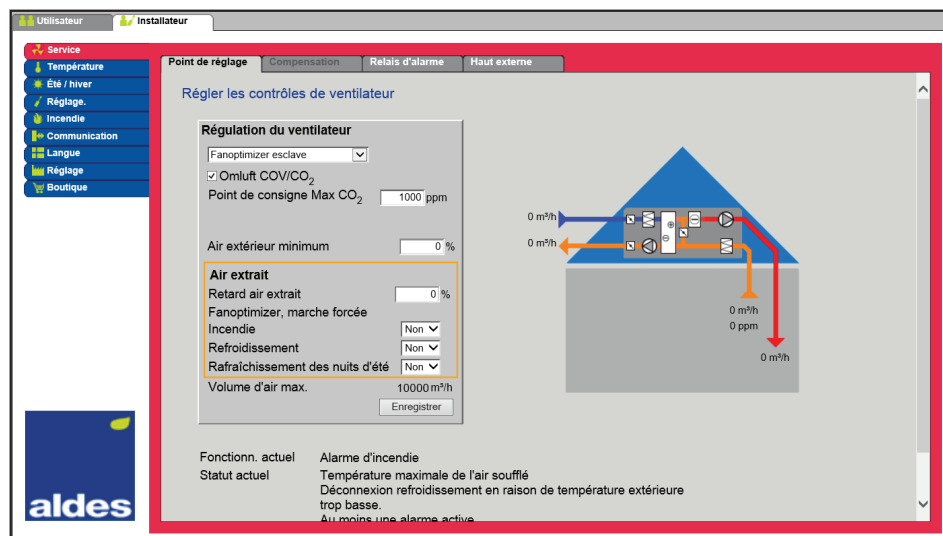 Utilisateur
Installateur
Service
Température
Été / hiver
Réglage.
Incendie
Communication
Langue
Réglage
Boutique
Point de réglage
Compensation
Relais d'alarme
Haut externe
Régler les contrôles de ventilateur
Régulation du ventilateur
Fanoptimizer esclave
Omluft COV/CO₂
Point de consigne Max CO₂ 1000 ppm
Air extérieur minimum 0 %
Air extrait
Retard air extrait 0 %
Fanoptimizer, marche forcée
Incendie Non
Refroidissement Non
Rafraîchissement des nuits d'été Non
Volume d'air max. 10000 m³/h
Enregistrer
0 m³/h
0 m³/h
0 m³/h
0 ppm
0 m³/h
Fonctionn. actuel Alarme d'incendie
Statut actuel Température maximale de l'air soufflé
Déconnexion refroidissement en raison de température extérieure
trop basse.
Au moins une alarme active
aldes